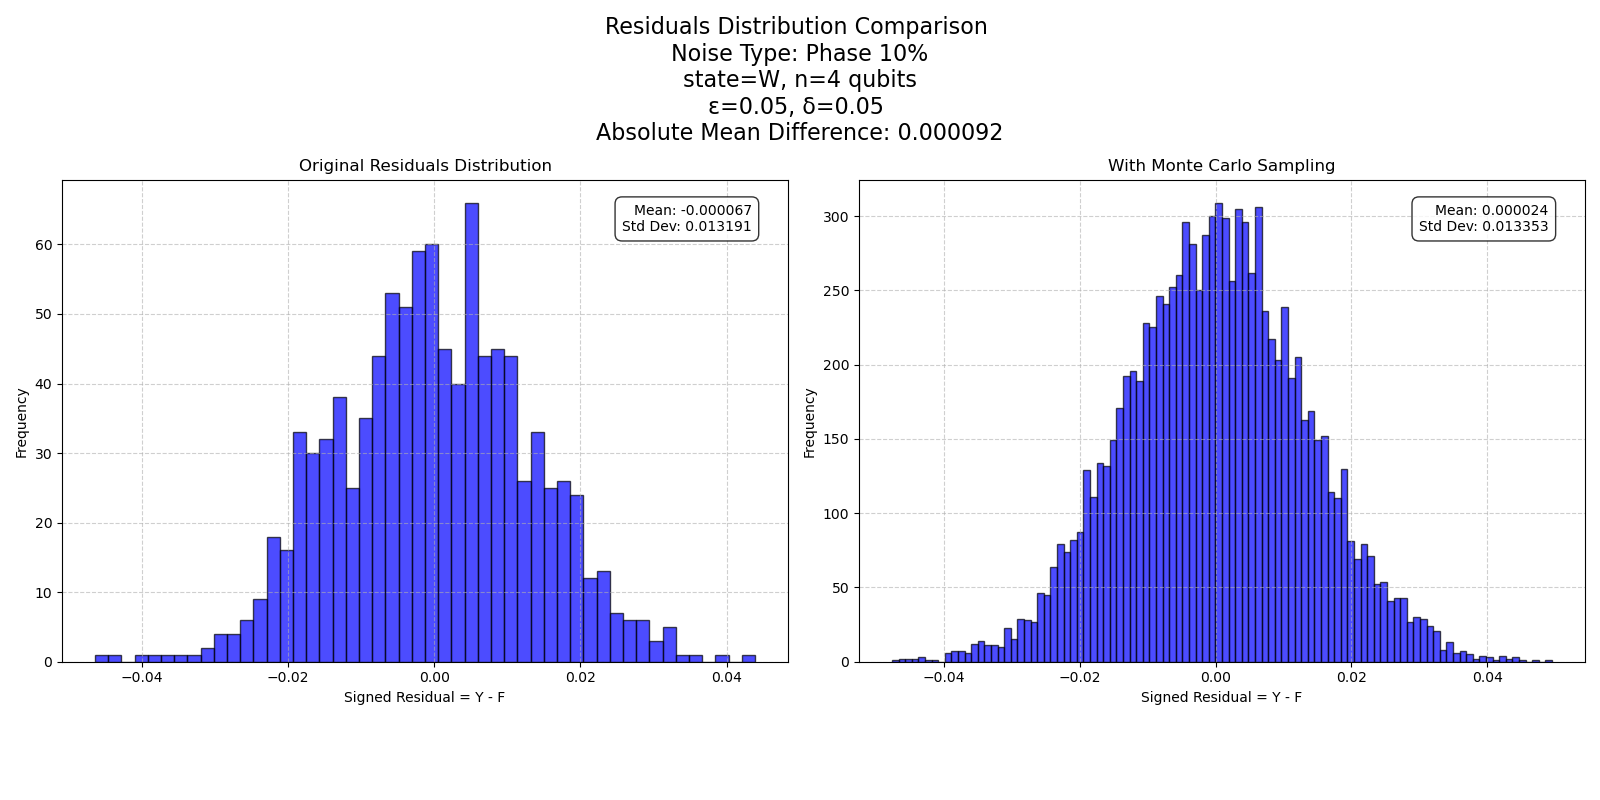 Residuals Distribution Comparison
Noise Type: Phase 10%
state=W, n=4 qubits
ε=0.05, δ=0.05
Absolute Mean Difference: 0.000092
Original Residuals Distribution
Mean: -0.000067
Std Dev: 0.013191
Frequency
60
50
40
30
20
10
0
−0.04 −0.02 0.00 0.02 0.04
Signed Residual = Y - F
With Monte Carlo Sampling
Mean: 0.000024
Std Dev: 0.013353
Frequency
300
250
200
150
100
50
0
−0.04 −0.02 0.00 0.02 0.04
Signed Residual = Y - F